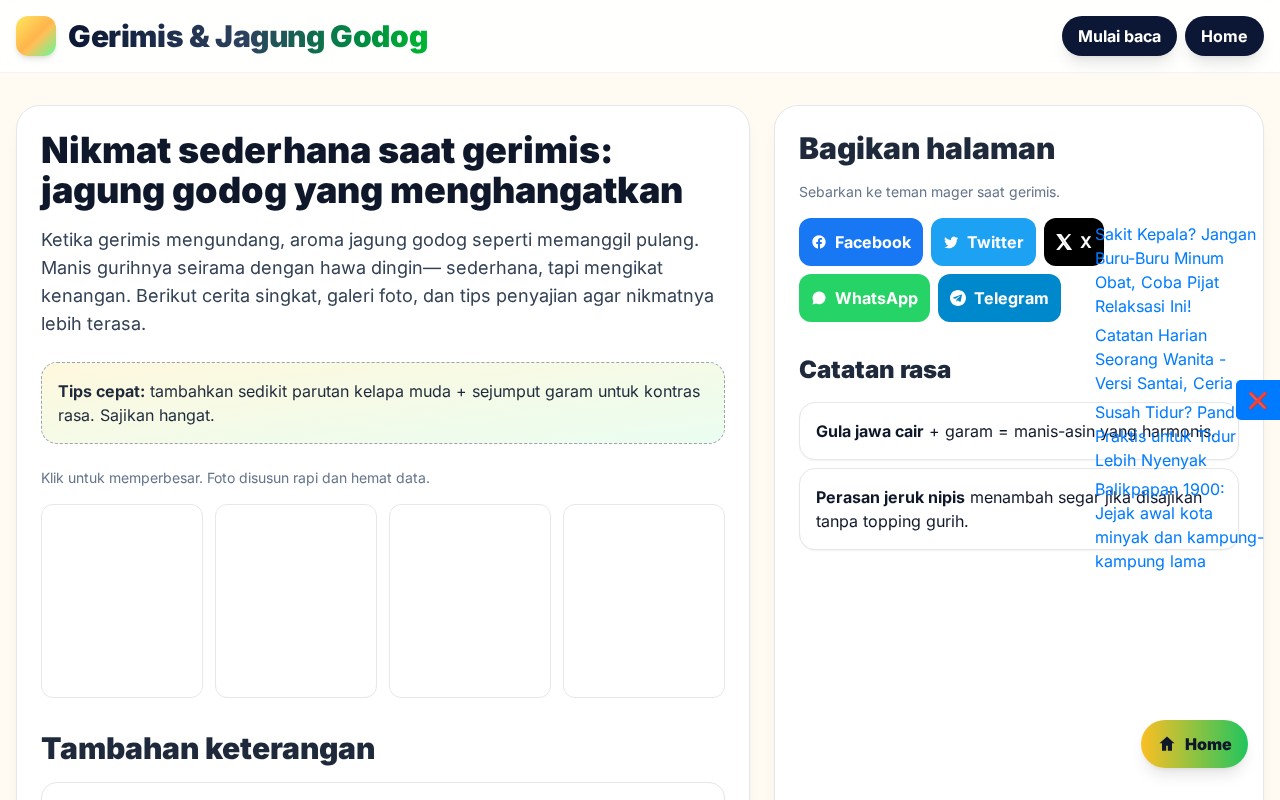 Gerimis & Jagung Godog
Mulai baca
Home
Nikmat sederhana saat gerimis:
jagung godog yang menghangatkan
Ketika gerimis mengundang, aroma jagung godog seperti memanggil pulang.
Manis gurihnya seirama dengan hawa dingin— sederhana, tapi mengikat
kenangan. Berikut cerita singkat, galeri foto, dan tips penyajian agar nikmatnya
lebih terasa.
Tips cepat: tambahkan sedikit parutan kelapa muda + sejumput garam untuk kontras
rasa. Sajikan hangat.
Klik untuk memperbesar. Foto disusun rapi dan hemat data.
Tambahan keterangan
Bagikan halaman
Sebarkan ke teman mager saat gerimis.
Facebook
Twitter
X
WhatsApp
Telegram
Catatan rasa
Gula jawa cair + garam = manis-asin yang harmonis.
Perasan jeruk nipis menambah segar jika disajikan
tanpa topping gurih.
Sakit Kepala? Jangan
Buru-Buru Minum
Obat, Coba Pijat
Relaksasi Ini!
Catatan Harian
Seorang Wanita -
Versi Santai, Ceria
Susah Tidur? Pand
Praktis untuk Tidur
Lebih Nyenyak
Balikpapan 1900:
Jejak awal kota
minyak dan kampung-
kampung lama
Home